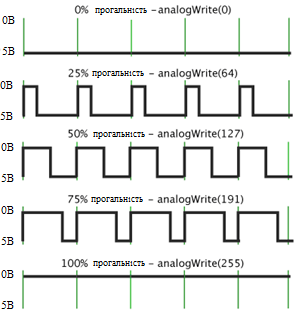 0% прогальність – analogWrite(0)
0В
5В
25% прогальність – analogWrite(64)
0В
5В
50% прогальність – analogWrite(127)
0В
5В
75% прогальність – analogWrite(191)
0В
5В
100% прогальність – analogWrite(255)
0В
5В